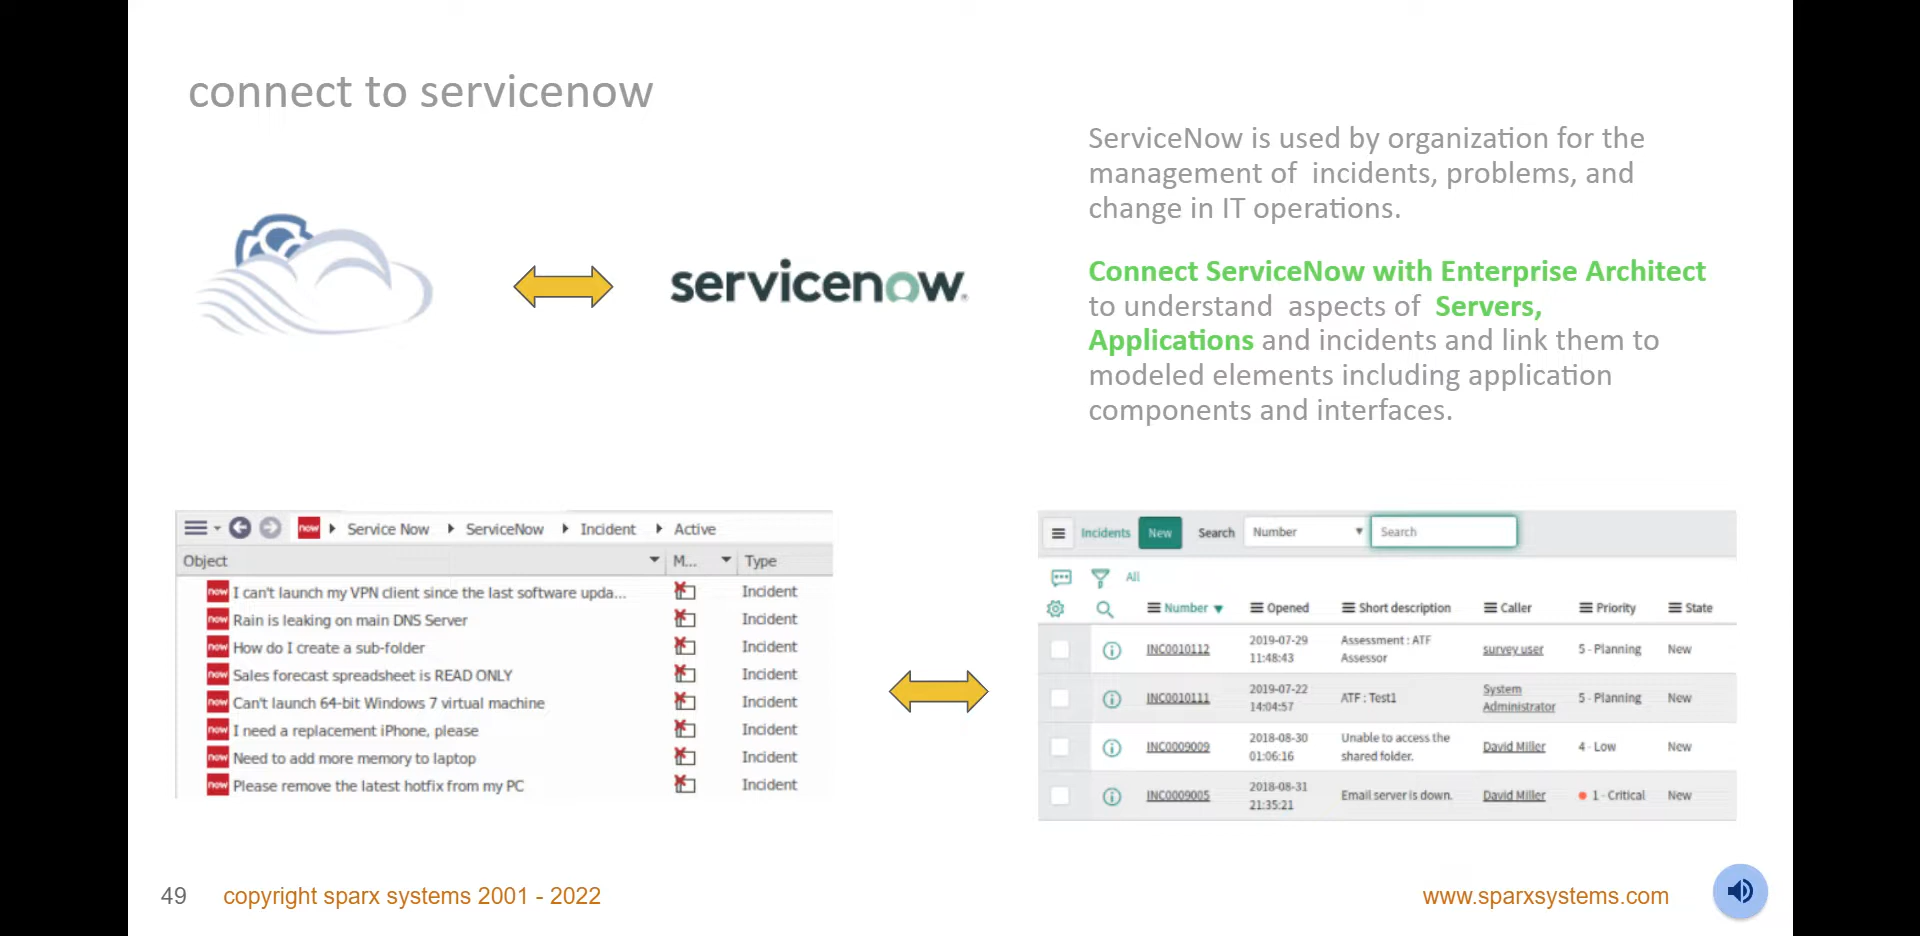 connect to servicenow
ServiceNow is used by organization for the
management of incidents, problems, and
change in IT operations.
Connect ServiceNow with Enterprise Architect
to understand aspects of Servers,
Applications and incidents and link them to
modeled elements including application
components and interfaces.
servicenow®
now Service Now ServiceNow Incident Active
Object M... Type
now I can't launch my VPN client since the last software upda... Incident
now Rain is leaking on main DNS Server Incident
now How do I create a sub-folder Incident
now Sales forecast spreadsheet is READ ONLY Incident
now Can't launch 64-bit Windows 7 virtual machine Incident
now I need a replacement iPhone, please Incident
now Need to add more memory to laptop Incident
now Please remove the latest hotfix from my PC Incident
Incidents New Search Number Search
All
Number Opened Short description Caller Priority State
INC0010112 2019-07-29 11:48:43 Assessment : ATF Assessor survey user 5 - Planning New
INC0010111 2019-07-22 14:04:57 ATF : Test1 System Administrator 5 - Planning New
INC0009009 2018-08-30 01:06:16 Unable to access the shared folder. David Miller 4 - Low New
INC0009005 2018-08-31 21:35:21 Email server is down. David Miller 1 - Critical New
49 copyright sparx systems 2001 - 2022 www.sparxsystems.com